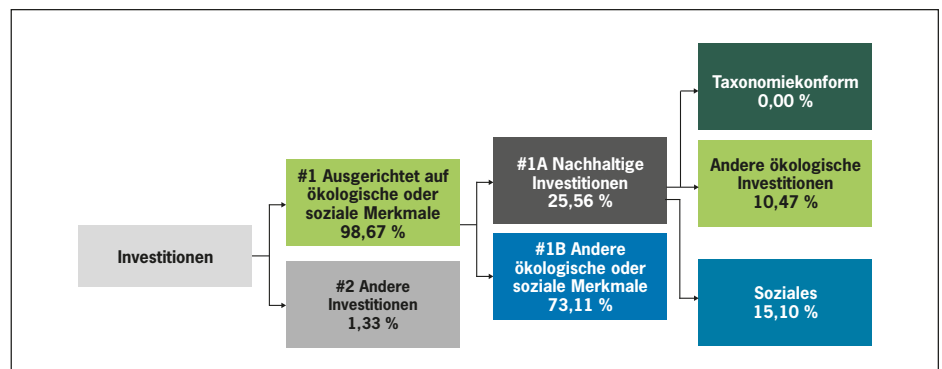 Investitionen
#1 Ausgerichtet auf
ökologische oder
soziale Merkmale
98,67 %
#2 Andere
Investitionen
1,33 %
#1A Nachhaltige
Investitionen
25,56 %
#1B Andere
ökologische oder
soziale Merkmale
73,11 %
Taxonomiekonform
0,00 %
Andere ökologische
Investitionen
10,47 %
Soziales
15,10 %